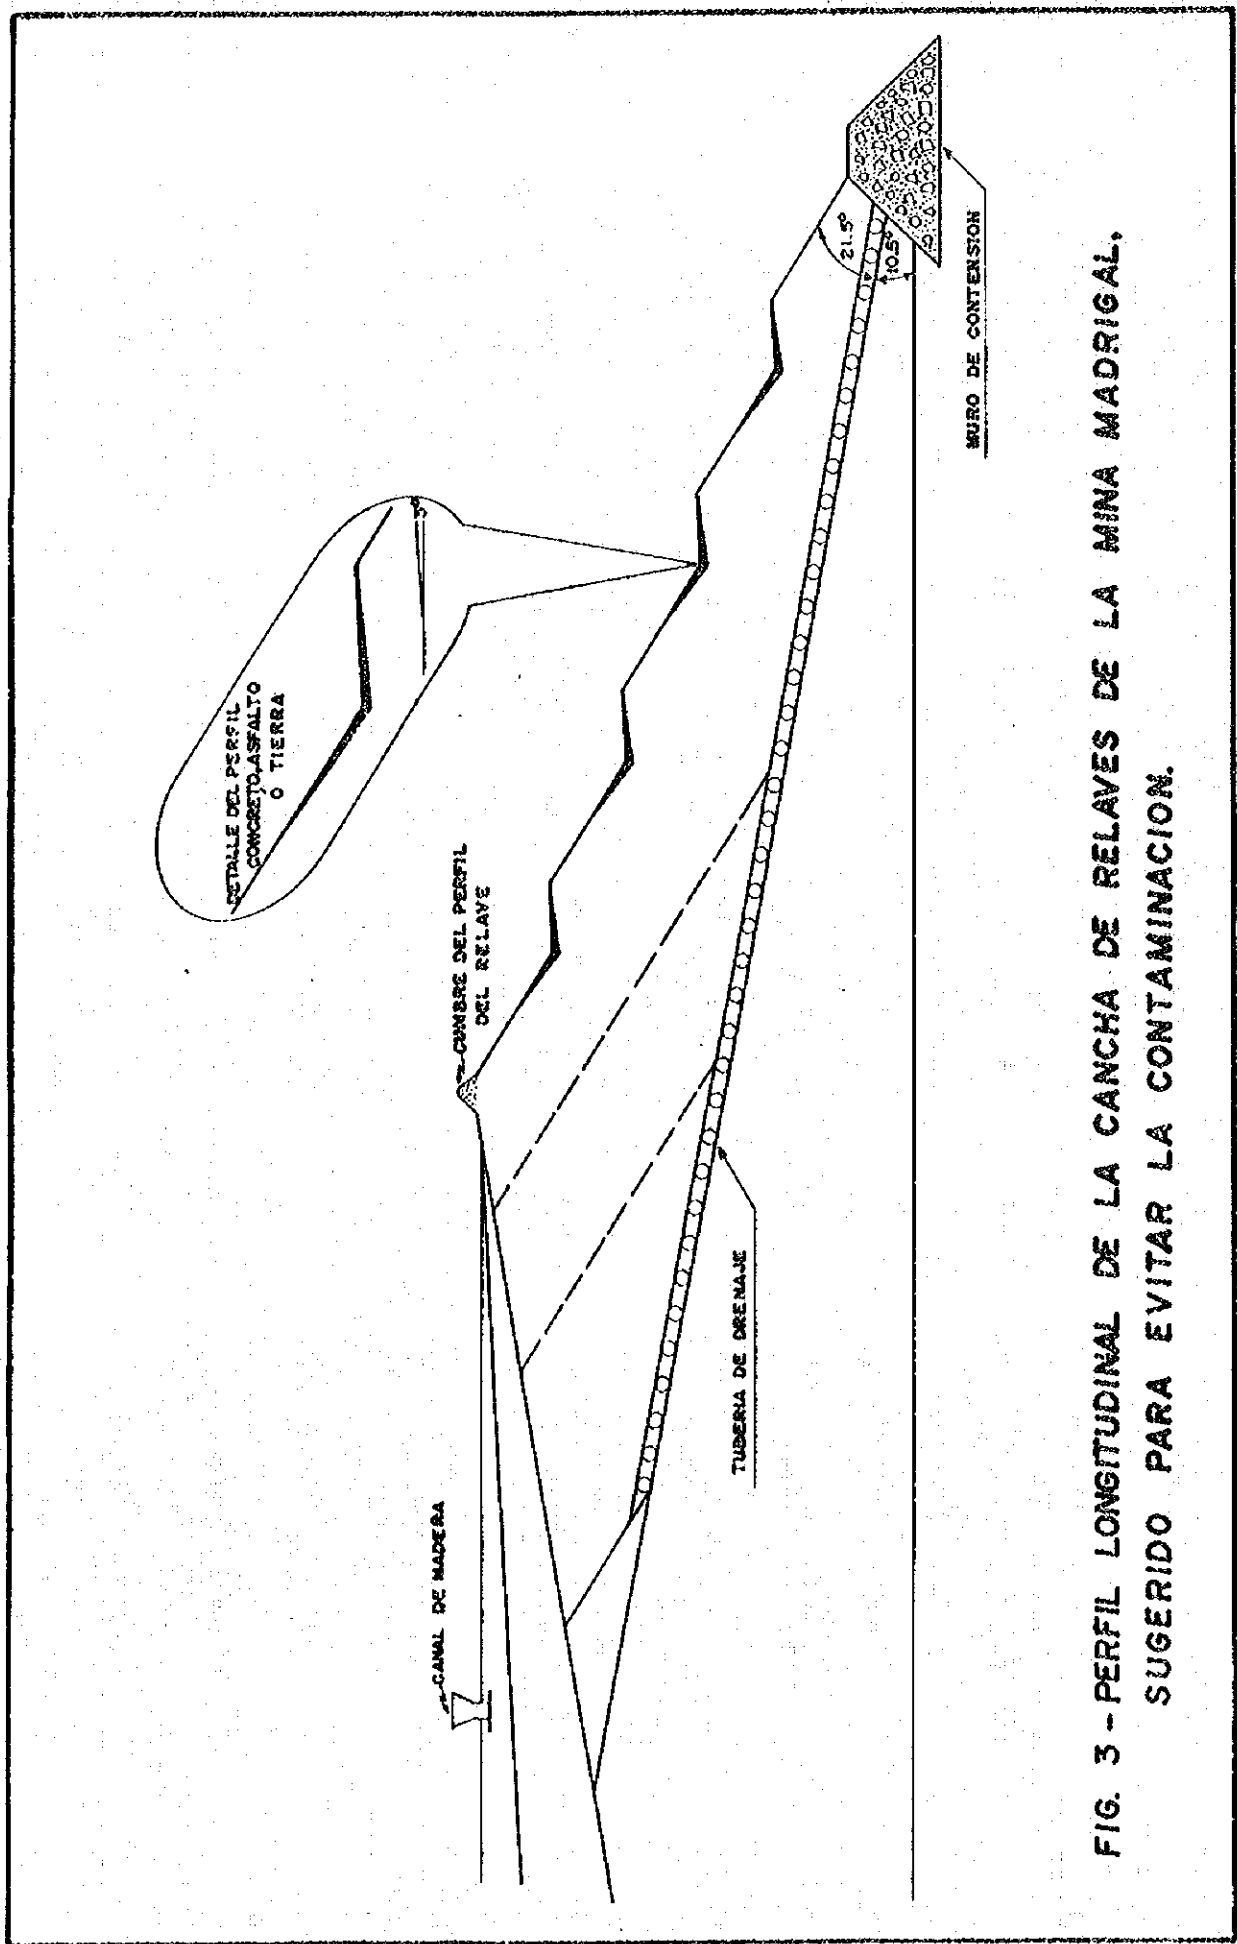 DETALLE DEL PERFIL
CONCRETO, ASFALTO
O TIERRA
3°
CUMBRE DEL PERFIL
DEL RELAVE
CANAL DE MADERA
21.5°
10.5°
TUBERIA DE DRENAJE
MURO DE CONTENSION
FIG. 3 - PERFIL LONGITUDINAL DE LA CANCHA DE RELAVES DE LA MINA MADRIGAL,
SUGERIDO PARA EVITAR LA CONTAMINACION.